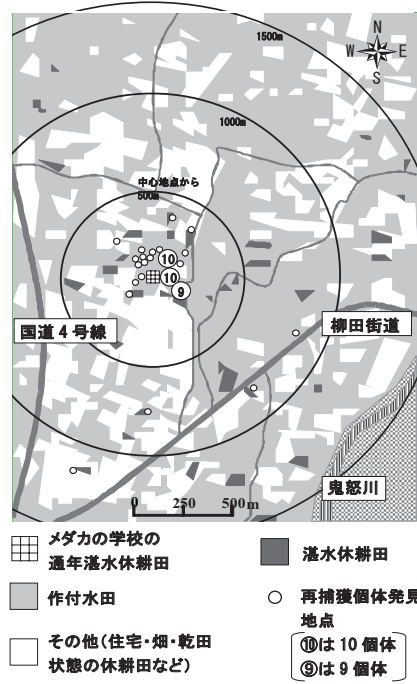 N
W E
S
1500m
1000m
中心地点から
500m
⑩
⑩
⑨
国道4号線
柳田街道
鬼怒川
0 250 500m
メダカの学校の
通年湛水休耕田
湛水休耕田
作付水田
再捕獲個体発見
地点
その他(住宅・畑・乾田
状態の休耕田など)
⑩は10個体
⑨は9個体